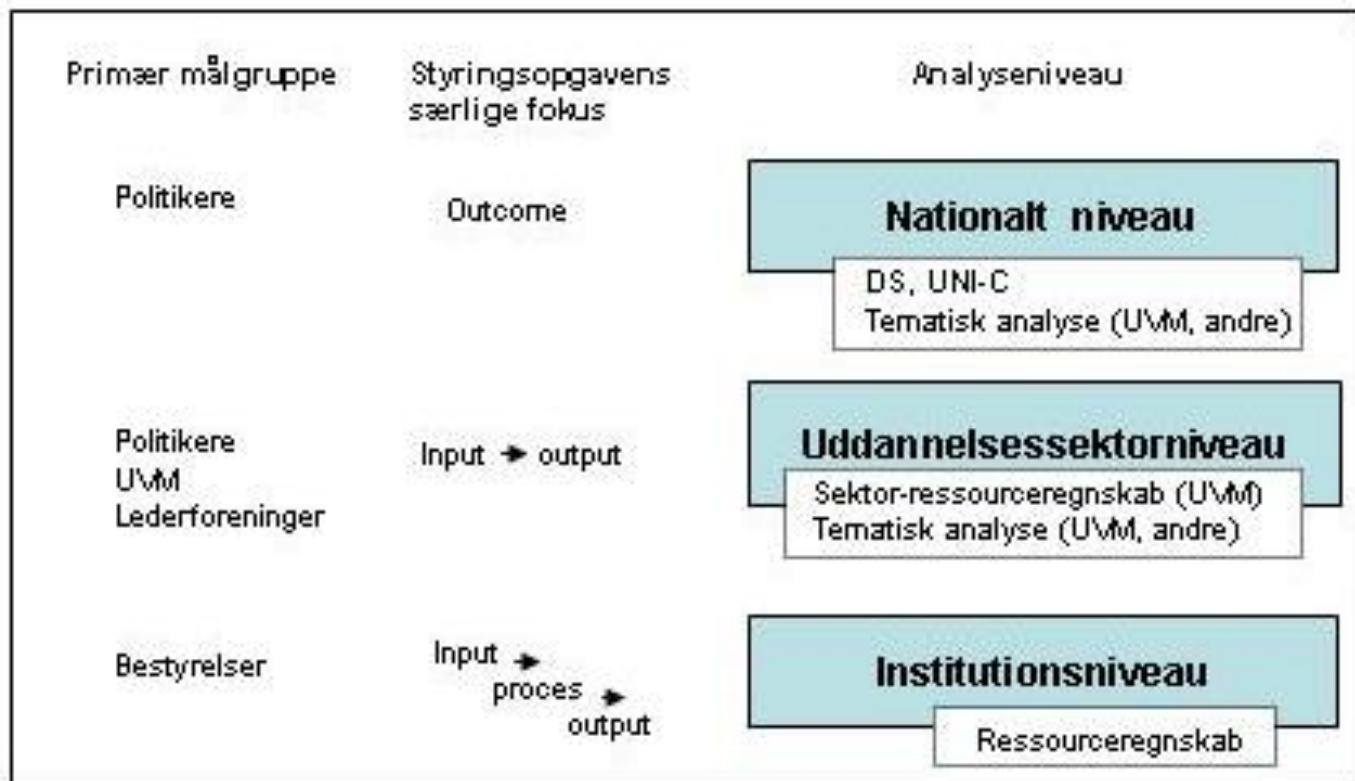 Primær målgruppe
Styringsopgavens
særlige fokus
Analyseniveau
Politikere
Outcome
Nationalt niveau
DS, UNI-C
Tematisk analyse (UVM, andre)
Politikere
UVM
Lederforeninger
Input → output
Uddannelsessektorniveau
Sektor-ressourceregnskab (UVM)
Tematisk analyse (UVM, andre)
Bestyrelser
Input →
proces →
output
Institutionsniveau
Ressourceregnskab